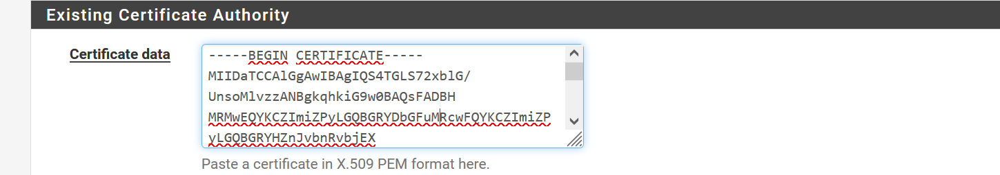 Existing Certificate Authority
Certificate data
-----BEGIN CERTIFICATE-----
MIIDaTCCAlGgAwIBAgIQS4TGLS72xblG/
UnsoMlvzzANBgkqhkiG9w0BAQsFADBH
MRMwEQYKCZImiZPyLGQBGRYDbGFuMRcwFQYKCZImiZP
yLGQBGRYHZnJvbnRvbjEX
Paste a certificate in X.509 PEM format here.